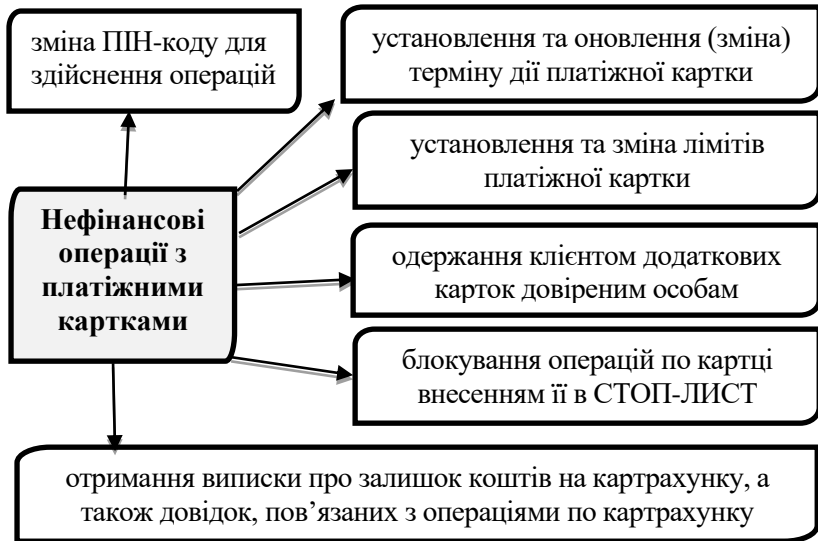 зміна ПІН-коду для
здійснення операцій
установлення та оновлення (зміна)
терміну дії платіжної картки
установлення та зміна лімітів
платіжної картки
Нефінансові
операції з
платіжними
картками
одержання клієнтом додаткових
карток довіреним особам
блокування операцій по картці
внесенням її в СТОП-ЛИСТ
отримання виписки про залишок коштів на картрахунку, а
також довідок, пов’язаних з операціями по картрахунку